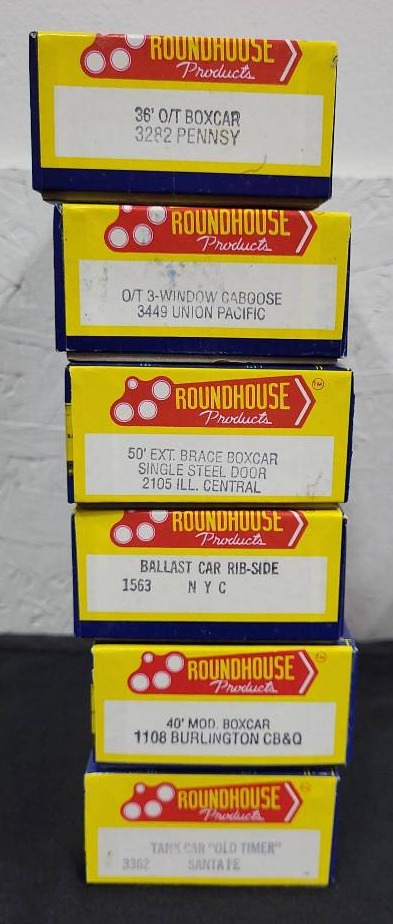 ROUNDHOUSE
Products
36' O/T BOXCAR
3282 PENNSY
ROUNDHOUSE
Products
O/T 3-WINDOW CABOOSE
3449 UNION PACIFIC
ROUNDHOUSE TM
Products
50' EXT. BRACE BOXCAR
SINGLE STEEL DOOR
2105 ILL. CENTRAL
ROUNDHOUSE
Products
BALLAST CAR RIB-SIDE
1563 N Y C
ROUNDHOUSE
Products
40' MOD. BOXCAR
1108 BURLINGTON CB&Q
ROUNDHOUSE
Products
TANK CAR "OLD TIMER"
3362 SANTA FE